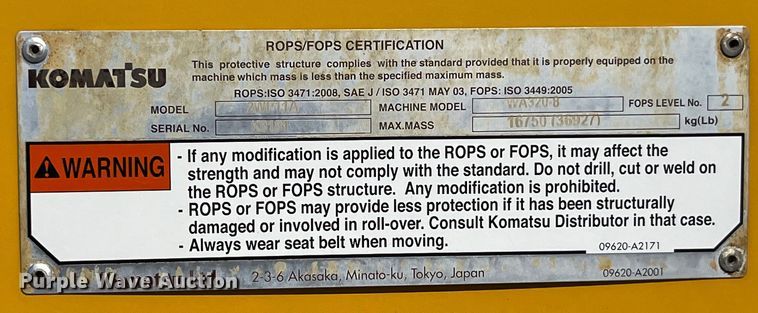 ROPS/FOPS CERTIFICATION
KOMATSU
This protective structure complies with the standard provided that it is properly equipped on the
machine which mass is less than the specified maximum mass.
ROPS:ISO 3471:2008, SAE J / ISO 3471 MAY 03, FOPS: ISO 3449:2005
MODEL MACHINE MODEL WA320-8 FOPS LEVEL No. 2
SERIAL No. MAX.MASS 16750 (36927) kg(Lb)
WARNING
- If any modification is applied to the ROPS or FOPS, it may affect the
strength and may not comply with the standard. Do not drill, cut or weld on
the ROPS or FOPS structure. Any modification is prohibited.
- ROPS or FOPS may provide less protection if it has been structurally
damaged or involved in roll-over. Consult Komatsu Distributor in that case.
- Always wear seat belt when moving.
09620-A2171
Komatsu Ltd. 2-3-6 Akasaka, Minato-ku, Tokyo, Japan 09620-A2001
Purple Wave Auction